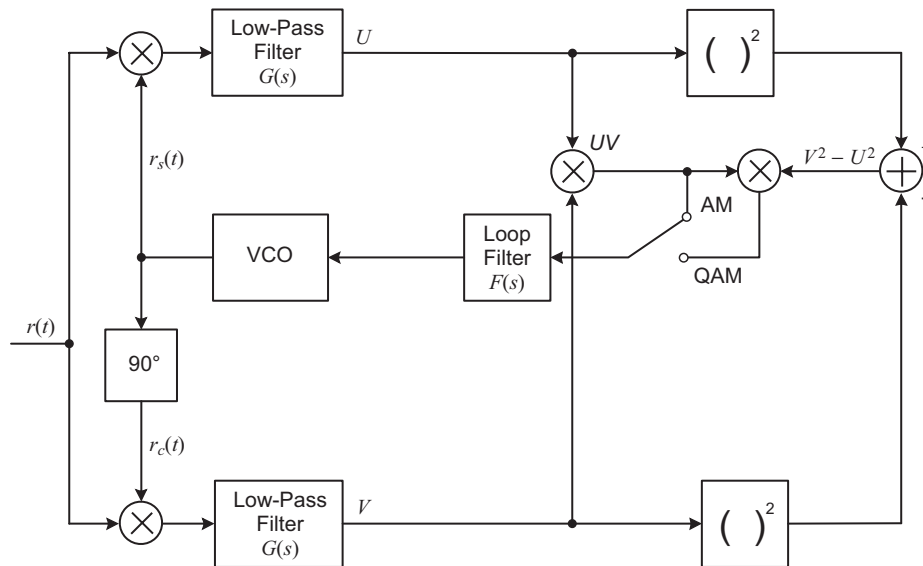 Low-Pass
Filter
G(s)
U
( )²
r_s(t)
UV
V² – U²
AM
VCO
Loop
Filter
F(s)
QAM
r(t)
90°
r_c(t)
Low-Pass
Filter
G(s)
V
( )²